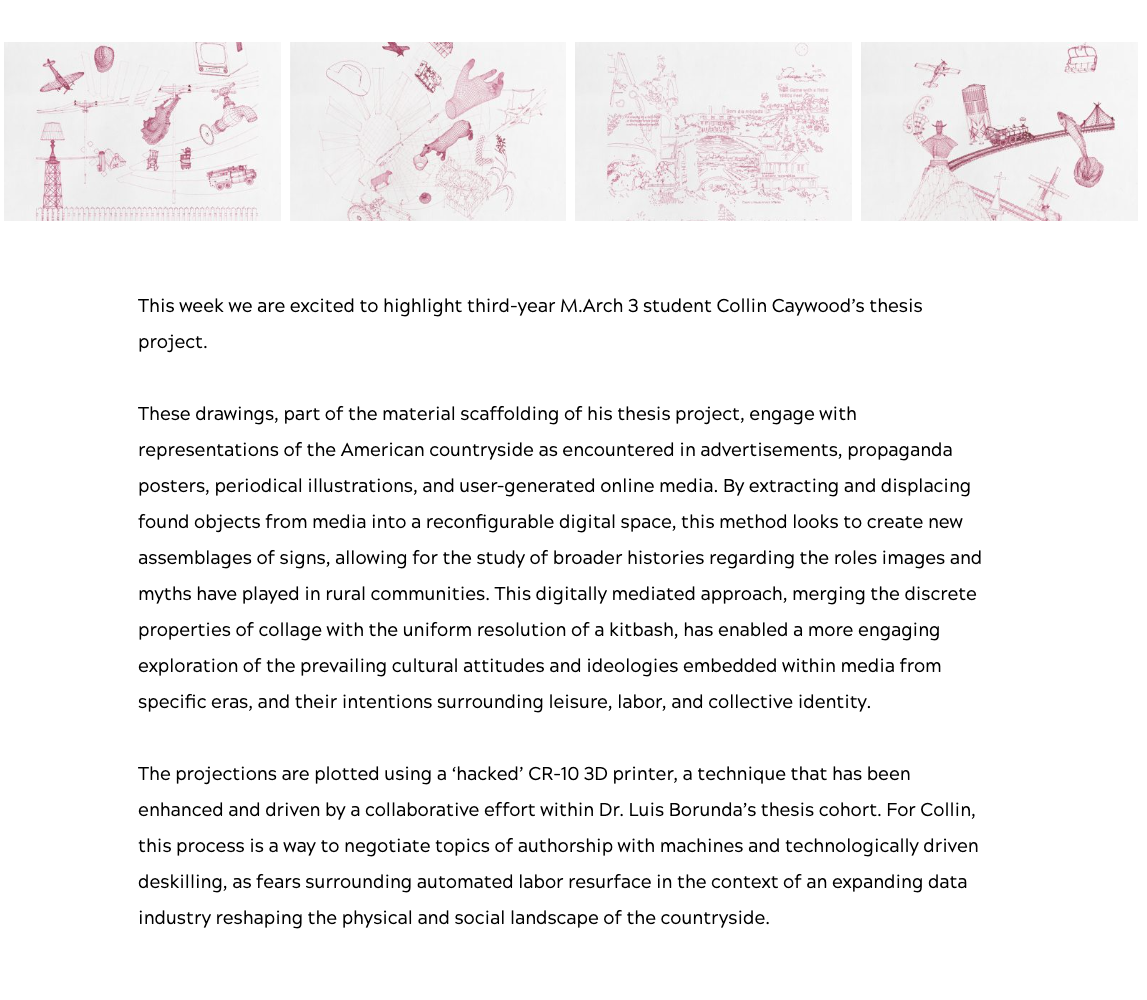 This week we are excited to highlight third-year M.Arch 3 student Collin Caywood’s thesis
project.
These drawings, part of the material scaffolding of his thesis project, engage with
representations of the American countryside as encountered in advertisements, propaganda
posters, periodical illustrations, and user-generated online media. By extracting and displacing
found objects from media into a reconfigurable digital space, this method looks to create new
assemblages of signs, allowing for the study of broader histories regarding the roles images and
myths have played in rural communities. This digitally mediated approach, merging the discrete
properties of collage with the uniform resolution of a kitbash, has enabled a more engaging
exploration of the prevailing cultural attitudes and ideologies embedded within media from
specific eras, and their intentions surrounding leisure, labor, and collective identity.
The projections are plotted using a ‘hacked’ CR-10 3D printer, a technique that has been
enhanced and driven by a collaborative effort within Dr. Luis Borunda’s thesis cohort. For Collin,
this process is a way to negotiate topics of authorship with machines and technologically driven
deskilling, as fears surrounding automated labor resurface in the context of an expanding data
industry reshaping the physical and social landscape of the countryside.